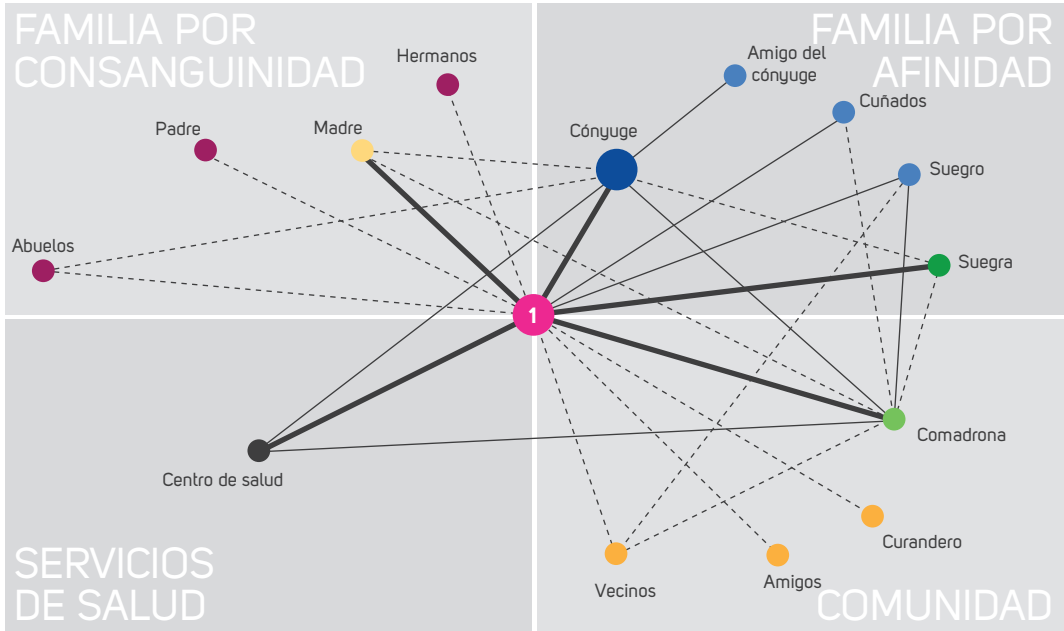 FAMILIA POR
CONSANGUINIDAD
Hermanos
Padre
Madre
Abuelos
FAMILIA POR
AFINIDAD
Amigo del
cónyuge
Cuñados
Cónyuge
Suegro
Suegra
1
Centro de salud
SERVICIOS
DE SALUD
Comadrona
Curandero
Amigos
Vecinos
COMUNIDAD